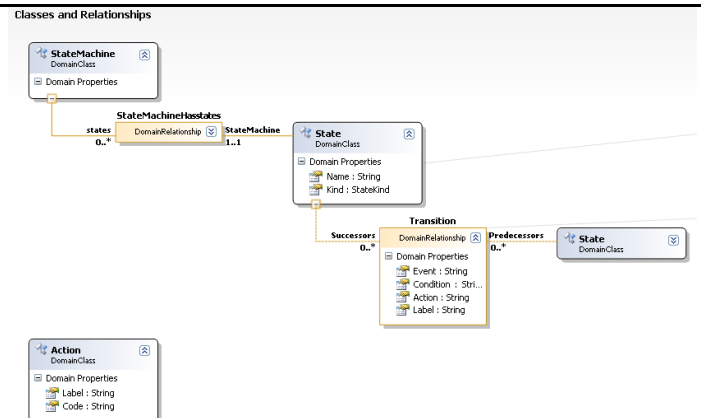 Classes and Relationships
StateMachine
DomainClass
Domain Properties
StateMachineHasstates
states
DomainRelationship
StateMachine
0..*
1..1
State
DomainClass
Domain Properties
Name : String
Kind : StateKind
Transition
Successors
DomainRelationship
Predecessors
0..*
0..*
State
DomainClass
Domain Properties
Event : String
Condition : Stri...
Action : String
Label : String
Action
DomainClass
Domain Properties
Label : String
Code : String